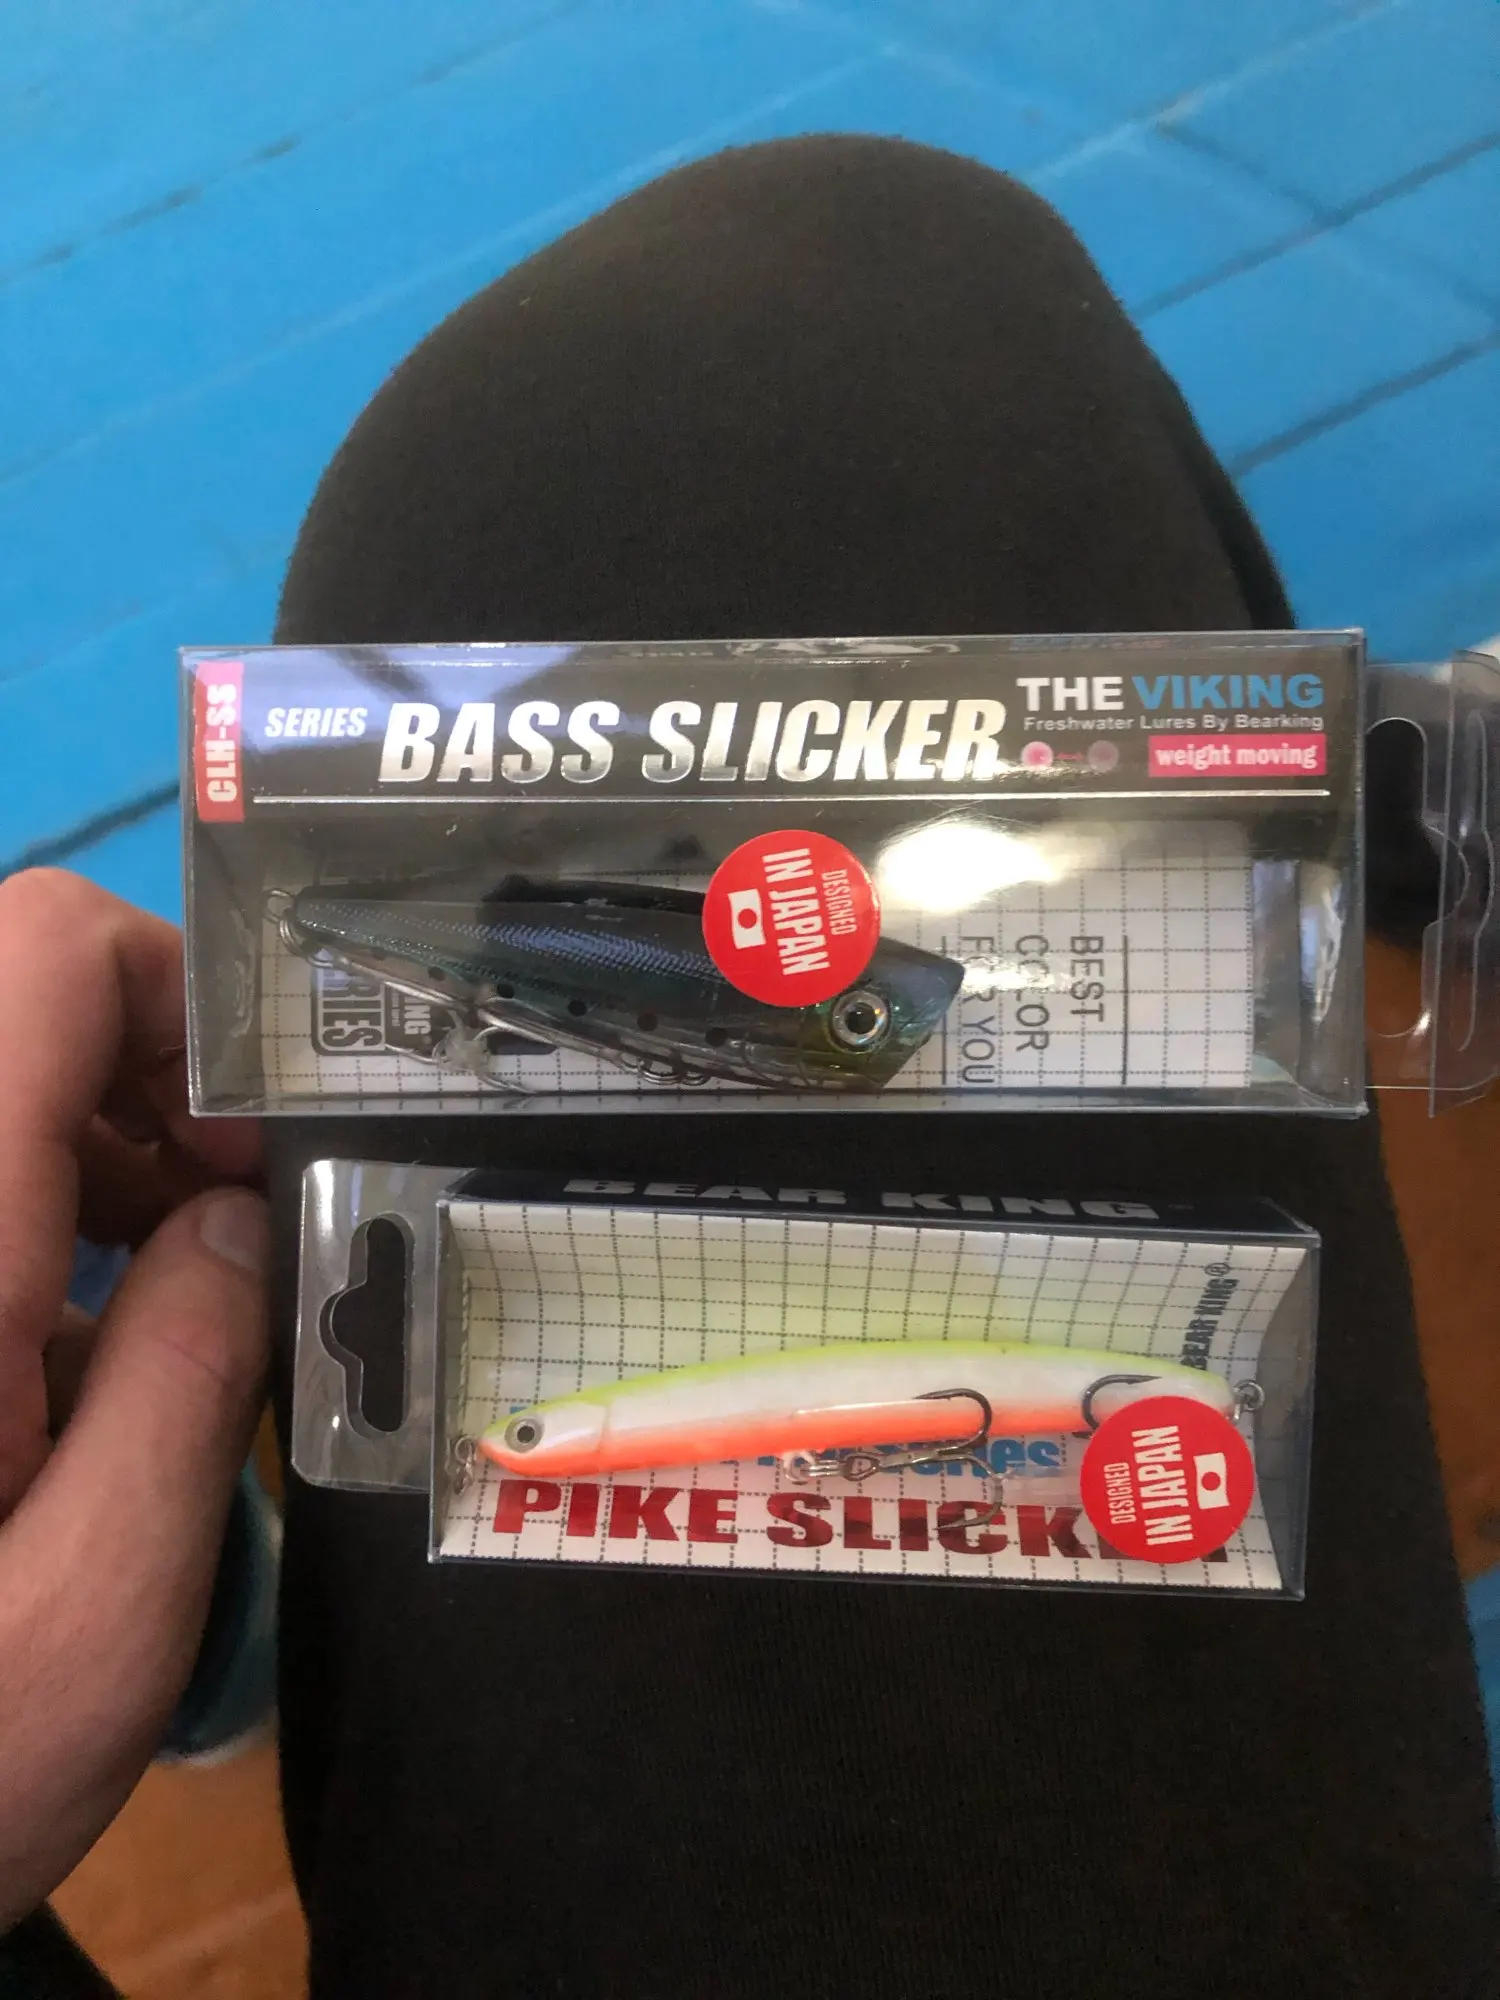 CLH-SS
SERIES BASS SLICKER
THE VIKING
Freshwater Lures By Bearking
weight moving
DESIGNED
IN JAPAN
BEST
COLOR
FOR YOU
BEAR KING
BEAR KING®
series
PIKE SLICK
DESIGNED
IN JAPAN